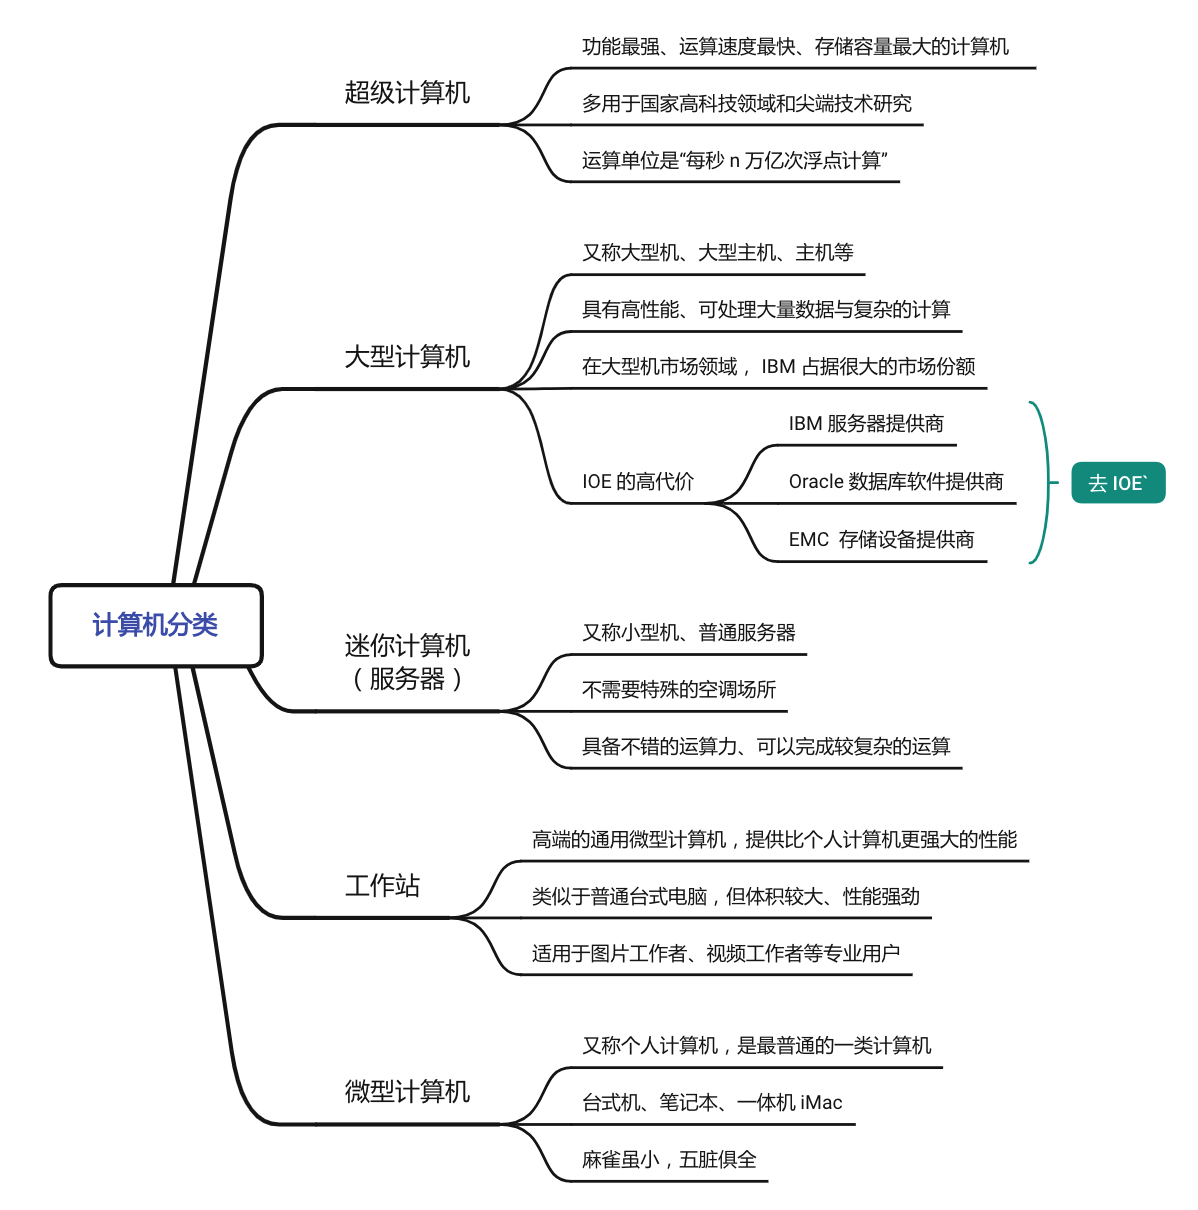 计算机分类
超级计算机
功能最强、运算速度最快、存储容量最大的计算机
多用于国家高科技领域和尖端技术研究
运算单位是“每秒 n 万亿次浮点计算”
大型计算机
又称大型机、大型主机、主机等
具有高性能、可处理大量数据与复杂的计算
在大型机市场领域，IBM 占据很大的市场份额
IOE 的高代价
IBM 服务器提供商
Oracle 数据库软件提供商
EMC 存储设备提供商
去 IOE`
迷你计算机
（服务器）
又称小型机、普通服务器
不需要特殊的空调场所
具备不错的运算力、可以完成较复杂的运算
工作站
高端的通用微型计算机，提供比个人计算机更强大的性能
类似于普通台式电脑，但体积较大、性能强劲
适用于图片工作者、视频工作者等专业用户
微型计算机
又称个人计算机，是最普通的一类计算机
台式机、笔记本、一体机 iMac
麻雀虽小，五脏俱全